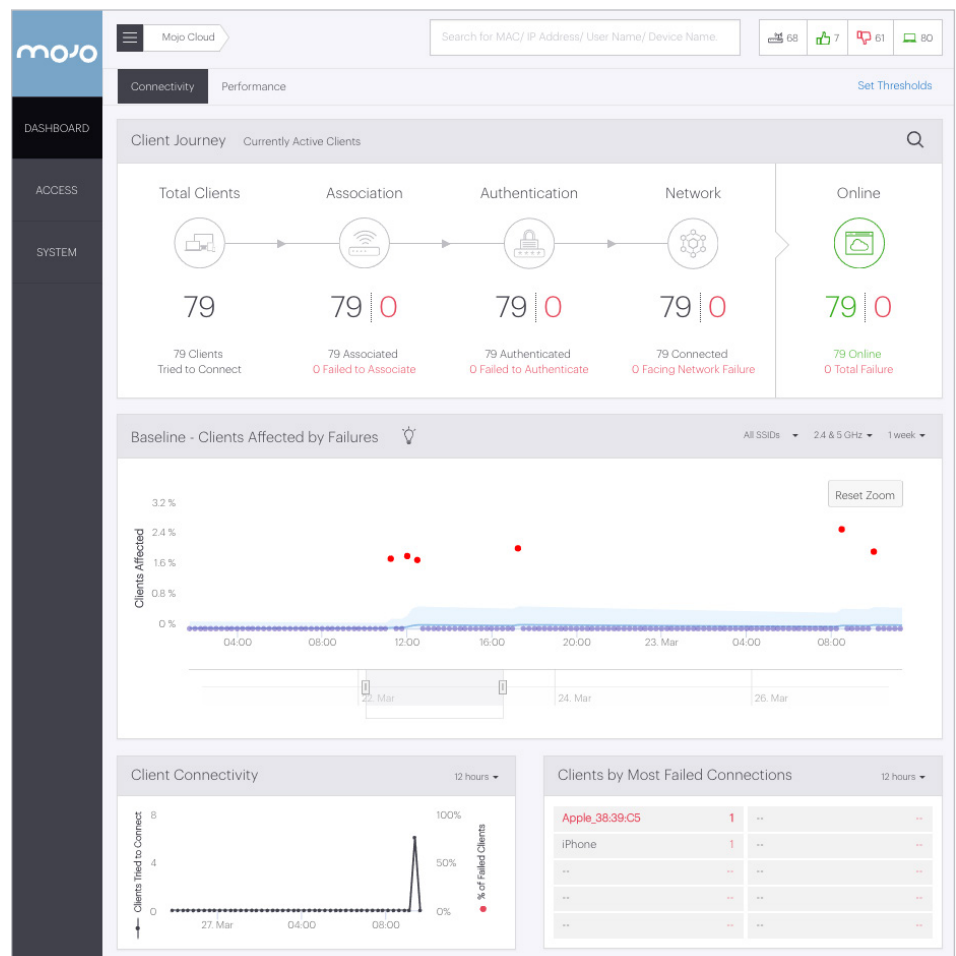 mojo
Mojo Cloud
Search for MAC/ IP Address/ User Name/ Device Name.
68
7
61
80
Connectivity
Performance
Set Thresholds
DASHBOARD
ACCESS
SYSTEM
Client Journey
Currently Active Clients
Total Clients
Association
Authentication
Network
Online
79
79 0
79 0
79 0
79 0
79 Clients
Tried to Connect
79 Associated
0 Failed to Associate
79 Authenticated
0 Failed to Authenticate
79 Connected
0 Facing Network Failure
79 Online
0 Total Failure
Baseline - Clients Affected by Failures
All SSIDs
2.4 & 5 GHz
1 week
Reset Zoom
Clients Affected
3.2 %
2.4 %
1.6 %
0.8 %
0 %
04:00
08:00
12:00
16:00
20:00
23. Mar
04:00
08:00
22. Mar
24. Mar
26. Mar
Client Connectivity
12 hours
Clients Tried to Connect
8
4
0
100%
50%
0%
% of Failed Clients
27. Mar
04:00
08:00
Clients by Most Failed Connections
12 hours
Apple_38:39:C5 1 -- --
iPhone 1 -- --
-- -- -- --
-- -- -- --
-- -- -- --